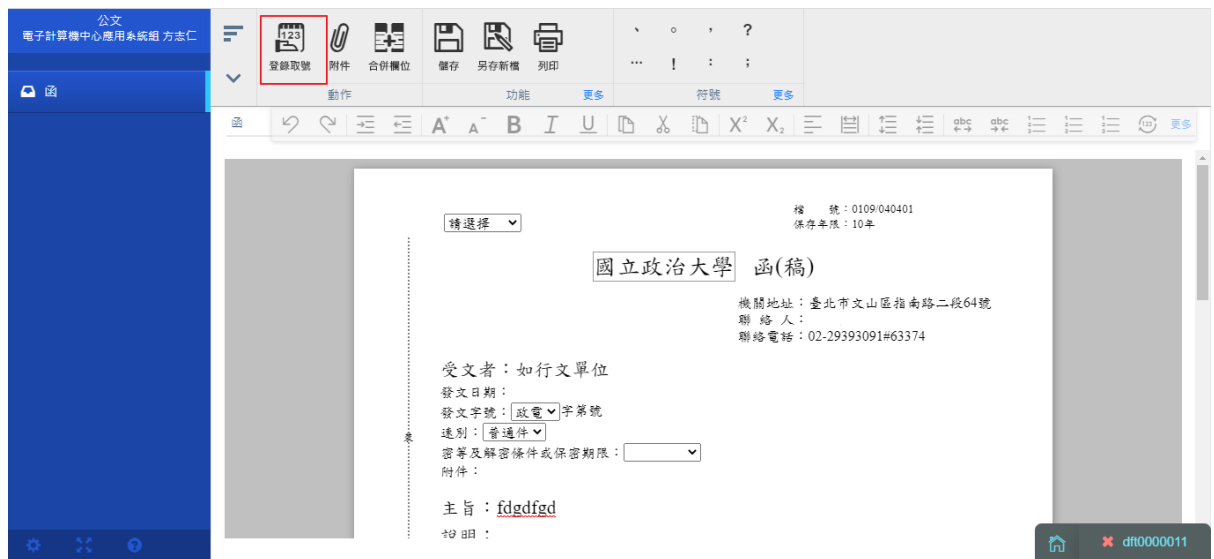 公文
電子計算機中心應用系統組 方志仁
函
123
登錄取號 附件 合併欄位 儲存 另存新檔 列印
、 。 , ?
… ! : ;
動作 功能 更多 符號 更多
函 A+ A- B I U X² X₂ abc abc 123 更多
請選擇
檔 號：0109/040401
保存年限：10年
國立政治大學 函(稿)
機關地址：臺北市文山區指南路二段64號
聯 絡 人：
聯絡電話：02-29393091#63374
受文者：如行文單位
發文日期：
發文字號：政電字第號
速別：普通件
裝
密等及解密條件或保密期限：
附件：
主旨：fdgdfgd
說明：
dft0000011